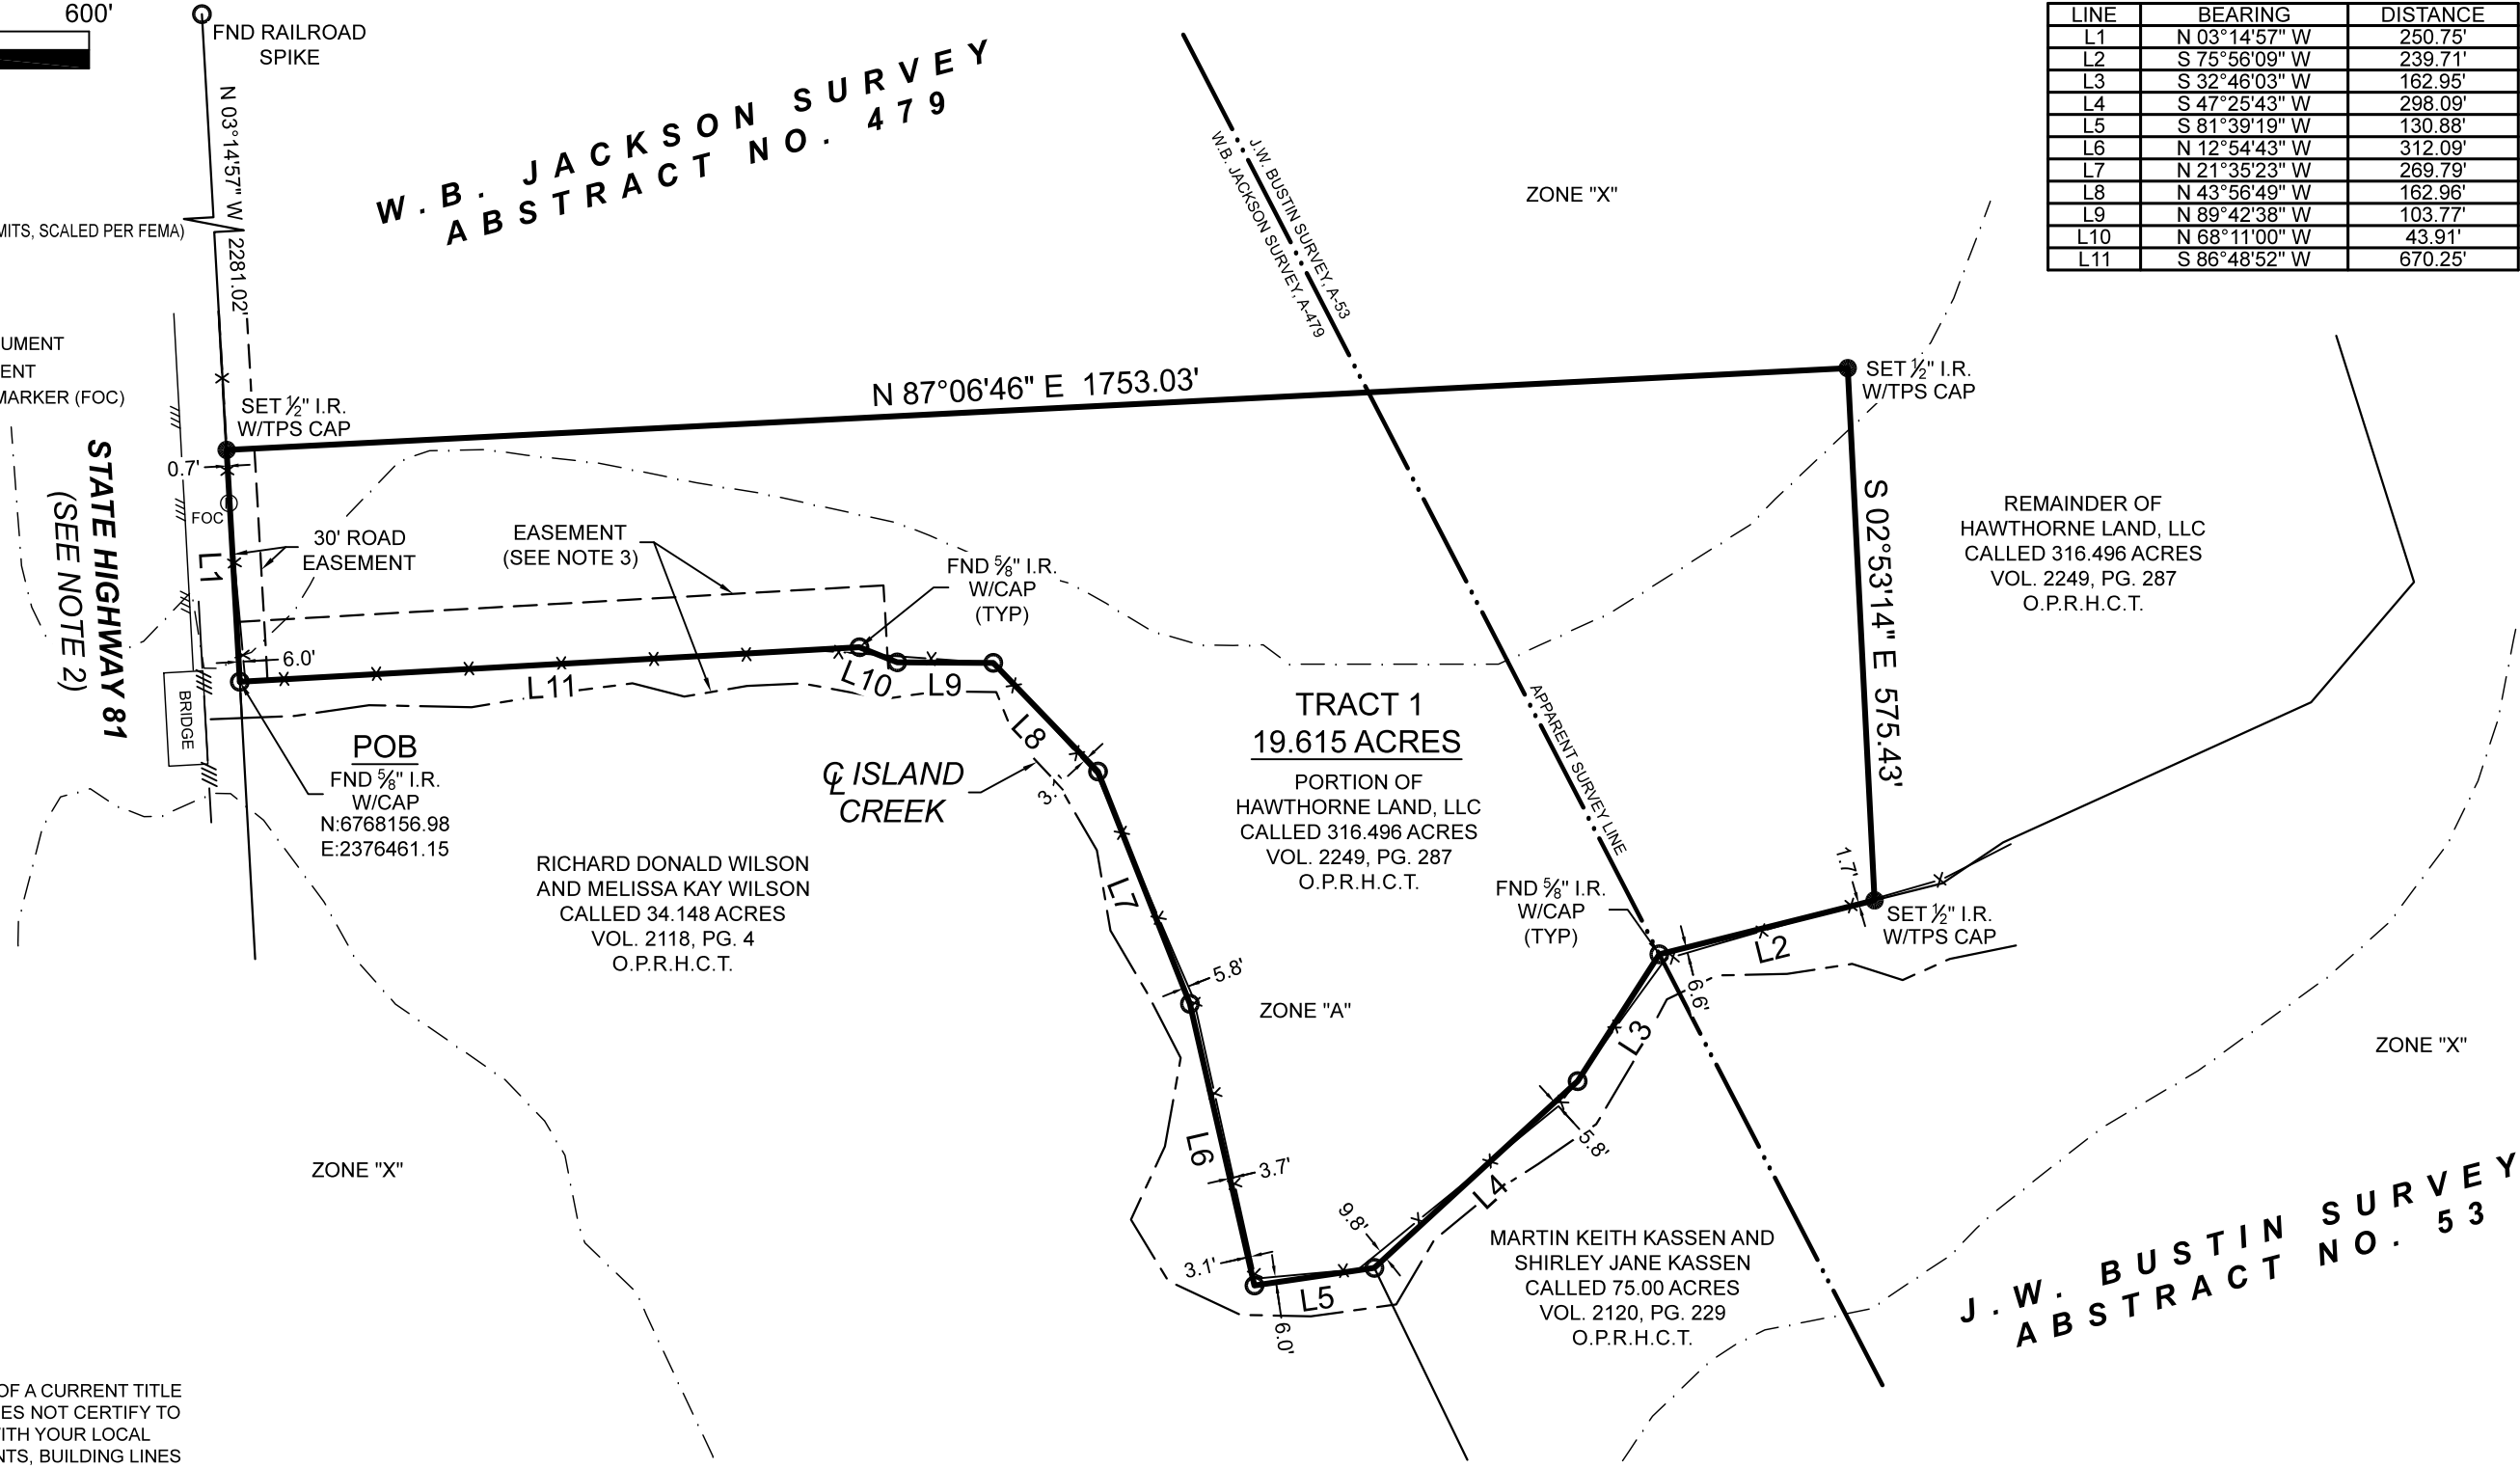 600'
FND RAILROAD
SPIKE
N 03°14'57" W 2281.02'
W.B. JACKSON SURVEY
ABSTRACT NO. 479
J.W. BUSTIN SURVEY, A-53
W.B. JACKSON SURVEY, A-479
ZONE "X"
LINE BEARING DISTANCE
L1 N 03°14'57" W 250.75'
L2 S 75°56'09" W 239.71'
L3 S 32°46'03" W 162.95'
L4 S 47°25'43" W 298.09'
L5 S 81°39'19" W 130.88'
L6 N 12°54'43" W 312.09'
L7 N 21°35'23" W 269.79'
L8 N 43°56'49" W 162.96'
L9 N 89°42'38" W 103.77'
L10 N 68°11'00" W 43.91'
L11 S 86°48'52" W 670.25'
MITS, SCALED PER FEMA)
UMENT
ENT
MARKER (FOC)
SET ½" I.R.
W/TPS CAP
N 87°06'46" E 1753.03'
SET ½" I.R.
W/TPS CAP
0.7'
FOC
L1
STATE HIGHWAY 81
(SEE NOTE 2)
30' ROAD
EASEMENT
EASEMENT
(SEE NOTE 3)
FND ⅝" I.R.
W/CAP
(TYP)
S 02°53'14" E 575.43'
REMAINDER OF
HAWTHORNE LAND, LLC
CALLED 316.496 ACRES
VOL. 2249, PG. 287
O.P.R.H.C.T.
6.0'
L11
L10
L9
L8
BRIDGE
POB
FND ⅝" I.R.
W/CAP
N:6768156.98
E:2376461.15
℄ ISLAND
CREEK
3.1'
TRACT 1
19.615 ACRES
PORTION OF
HAWTHORNE LAND, LLC
CALLED 316.496 ACRES
VOL. 2249, PG. 287
O.P.R.H.C.T.
APPARENT SURVEY LINE
RICHARD DONALD WILSON
AND MELISSA KAY WILSON
CALLED 34.148 ACRES
VOL. 2118, PG. 4
O.P.R.H.C.T.
L7
FND ⅝" I.R.
W/CAP
(TYP)
1.7'
SET ½" I.R.
W/TPS CAP
L2
5.8'
6.6'
ZONE "A"
L3
ZONE "X"
L6
5.8'
ZONE "X"
3.7'
L4
9.8'
3.1'
L5
6.0'
MARTIN KEITH KASSEN AND
SHIRLEY JANE KASSEN
CALLED 75.00 ACRES
VOL. 2120, PG. 229
O.P.R.H.C.T.
J.W. BUSTIN SURVEY
ABSTRACT NO. 53
OF A CURRENT TITLE
ES NOT CERTIFY TO
WITH YOUR LOCAL
NTS, BUILDING LINES